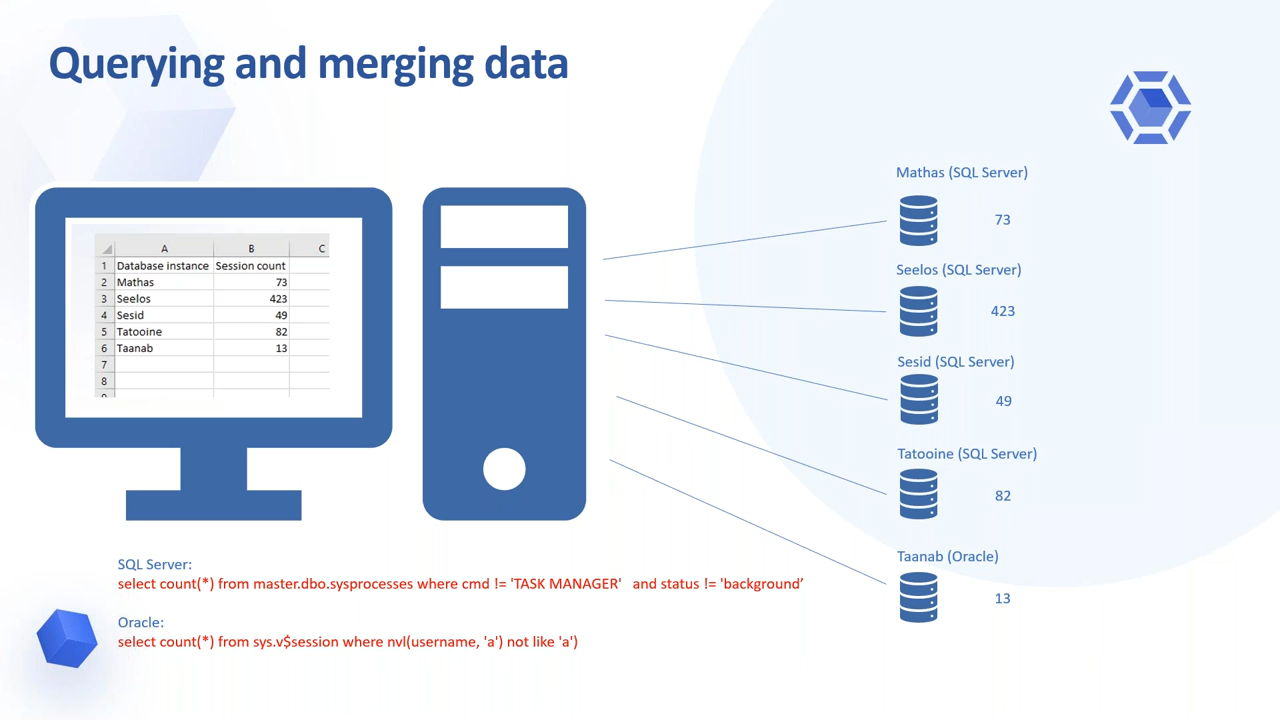 Querying and merging data
A B C
1 Database instance Session count
2 Mathas 73
3 Seelos 423
4 Sesid 49
5 Tatooine 82
6 Taanab 13
7
8
9
Mathas (SQL Server)
73
Seelos (SQL Server)
423
Sesid (SQL Server)
49
Tatooine (SQL Server)
82
Taanab (Oracle)
13
SQL Server:
select count(*) from master.dbo.sysprocesses where cmd != 'TASK MANAGER'   and status != 'background’
Oracle:
select count(*) from sys.v$session where nvl(username, 'a') not like 'a')